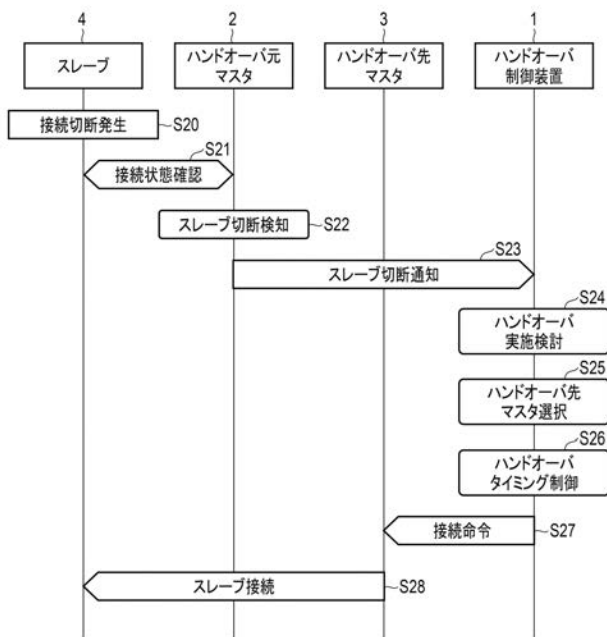 4
2
3
1
スレーブ
ハンドオーバ元
マスタ
ハンドオーバ先
マスタ
ハンドオーバ
制御装置
接続切断発生
S20
S21
接続状態確認
スレーブ切断検知
S22
S23
スレーブ切断通知
S24
ハンドオーバ
実施検討
S25
ハンドオーバ先
マスタ選択
S26
ハンドオーバ
タイミング制御
接続命令
S27
スレーブ接続
S28